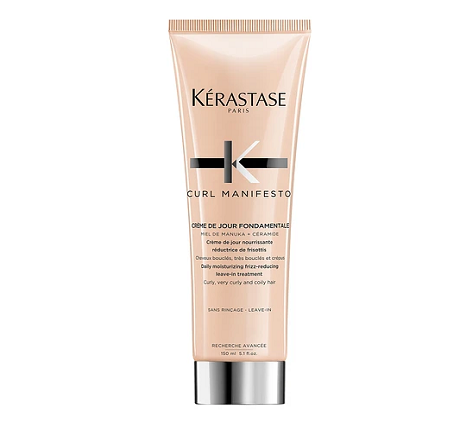 KÉRASTASE
PARIS
CURL MANIFESTO
CRÈME DE JOUR FONDAMENTALE
MIEL DE MANUKA + CÉRAMIDE
Crème de jour nourrissante
réductrice de frisottis
Cheveux bouclés, très bouclés et crépus
Daily moisturizing frizz-reducing
leave-in treatment
Curly, very curly and coily hair
SANS RINÇAGE - LEAVE-IN
RECHERCHE AVANCÉE
150 ml 5.1 fl.oz.